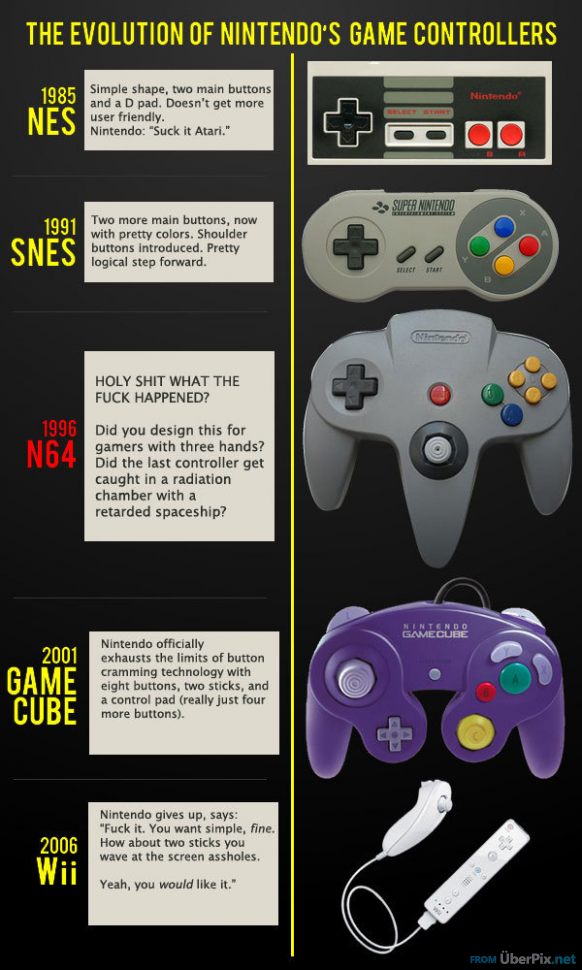 THE EVOLUTION OF NINTENDO'S GAME CONTROLLERS
1985
NES
Simple shape, two main buttons
and a D pad. Doesn't get more
user friendly.
Nintendo: "Suck it Atari."
Nintendo
SELECT START
B A
1991
SNES
Two more main buttons, now
with pretty colors. Shoulder
buttons introduced. Pretty
logical step forward.
SUPER NINTENDO
ENTERTAINMENT SYSTEM
X
A
Y
B
SELECT START
1996
N64
HOLY SHIT WHAT THE
FUCK HAPPENED?
Did you design this for
gamers with three hands?
Did the last controller get
caught in a radiation
chamber with a
retarded spaceship?
Nintendo
2001
GAME
CUBE
Nintendo officially
exhausts the limits of button
cramming technology with
eight buttons, two sticks, and
a control pad (really just four
more buttons).
NINTENDO
GAMECUBE
A
B
2006
Wii
Nintendo gives up, says:
"Fuck it. You want simple, fine.
How about two sticks you
wave at the screen assholes.
Yeah, you would like it."
Wii
FROM ÜberPix.net